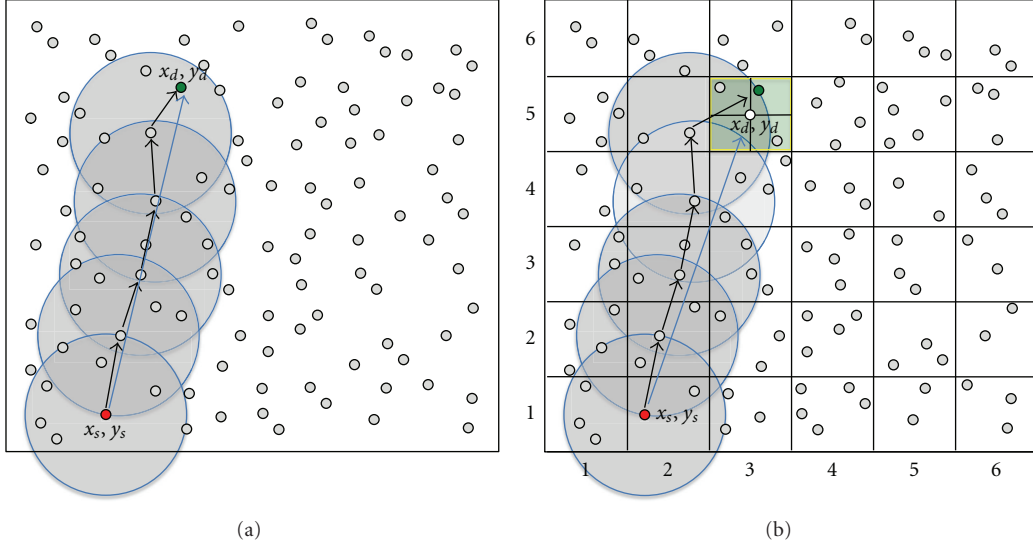 x_d, y_d
x_s, y_s
(a)
6
5
4
3
2
1
x_d, y_d
x_s, y_s
1 2 3 4 5 6
(b)